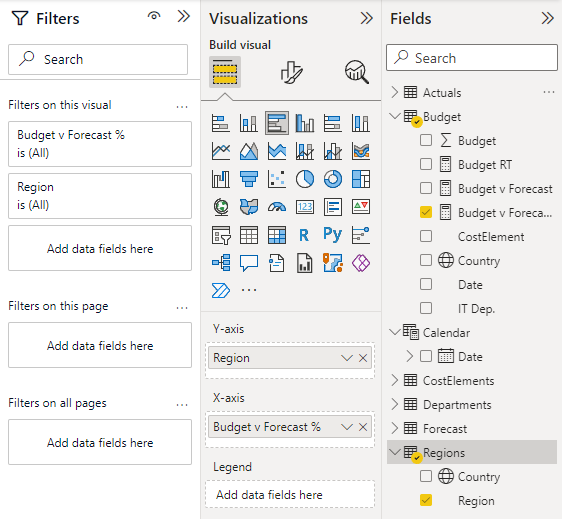 Filters
Search
Filters on this visual
...
Budget v Forecast %
is (All)
Region
is (All)
Add data fields here
Filters on this page
...
Add data fields here
Filters on all pages
...
Add data fields here
Visualizations
Build visual
123
R
Py
...
Y-axis
Region
X-axis
Budget v Forecast %
Legend
Add data fields here
Fields
Search
Actuals
...
Budget
Budget
Budget RT
Budget v Forecast
Budget v Foreca...
CostElement
Country
Date
IT Dep.
Calendar
Date
CostElements
Departments
Forecast
Regions
Country
Region